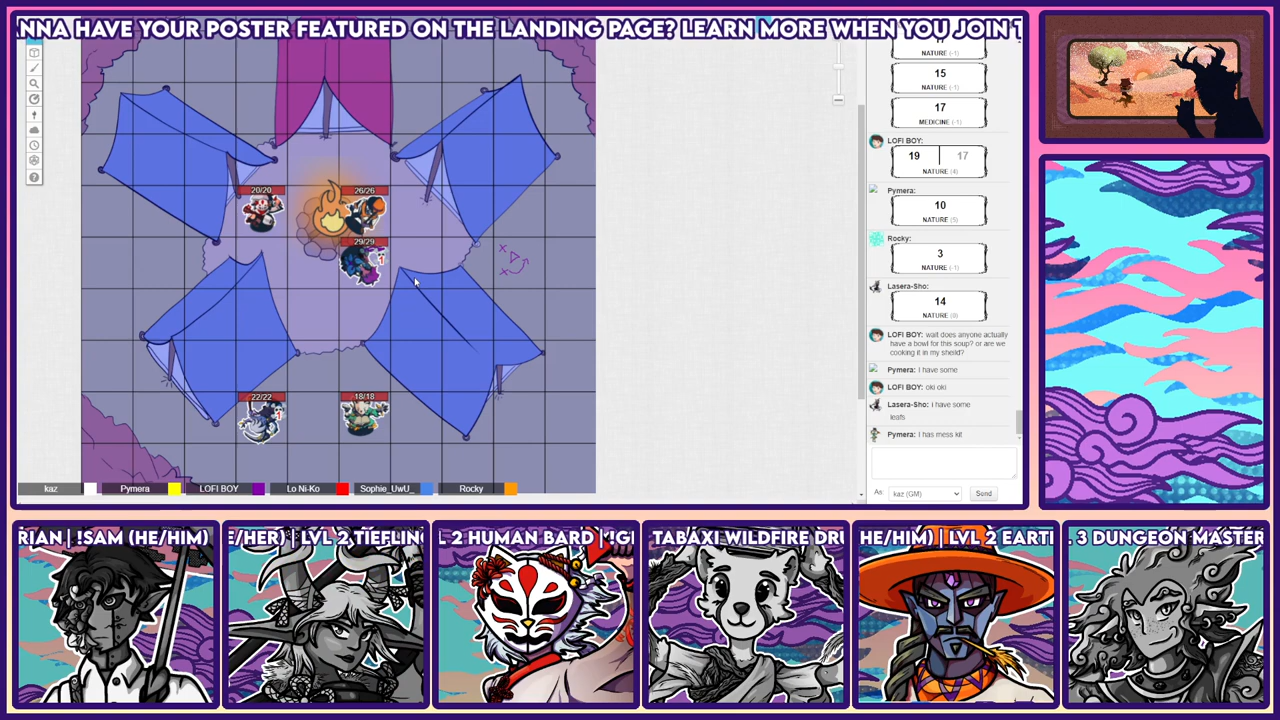 NNA HAVE YOUR POSTER FEATURED ON THE LANDING PAGE? LEARN MORE WHEN YOU JOIN T
NATURE (-1)
15
NATURE (-1)
17
MEDICINE (-1)
LOFI BOY:
19 17
NATURE (4)
Pymera:
10
NATURE (5)
Rocky:
3
NATURE (-1)
Lasera-Sho:
14
NATURE (0)
LOFI BOY: wait does anyone actually
have a bowl for this soup? or are we
cooking it in my sheild?
Pymera: I have some
LOFI BOY: oki oki
Lasera-Sho: i have some
leafs
Pymera: I has mess kit
As: kaz (GM) Send
20/20
26/26
29/29
22/22
18/18
kaz Pymera LOFI BOY Lo Ni-Ko Sophie_UwU_ Rocky
RIAN | !SAM (HE/HIM)
E/HER) | LVL 2 TIEFLING
L 2 HUMAN BARD | !GI
TABAXI WILDFIRE DRU
HE/HIM) | LVL 2 EARTH
L 3 DUNGEON MASTER